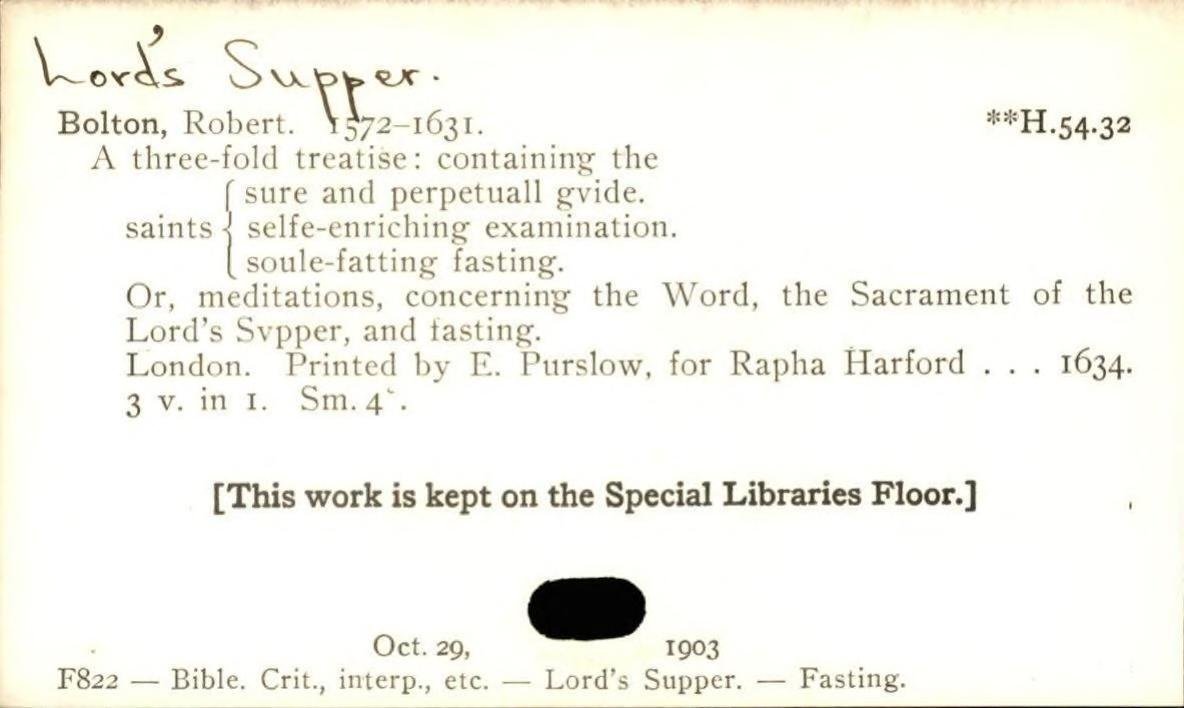 Lord's Supper.
Bolton, Robert. 1572–1631. **H.54.32
A three-fold treatise: containing the
saints { sure and perpetuall gvide.
selfe-enriching examination.
soule-fatting fasting.
Or, meditations, concerning the Word, the Sacrament of the
Lord's Svpper, and fasting.
London. Printed by E. Purslow, for Rapha Harford . . . 1634.
3 v. in 1. Sm. 4°.
[This work is kept on the Special Libraries Floor.]
Oct. 29, 1903
F822 — Bible. Crit., interp., etc. — Lord's Supper. — Fasting.